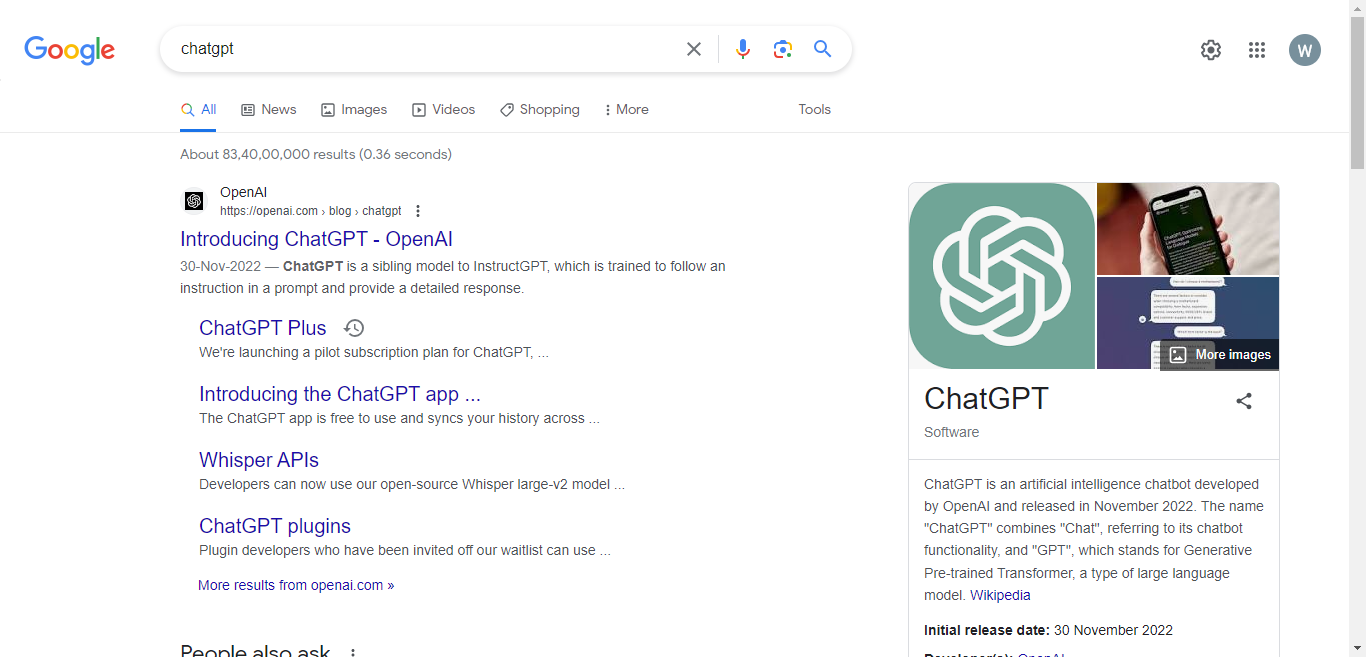 Google
chatgpt
W
All
News
Images
Videos
Shopping
More
Tools
About 83,40,00,000 results (0.36 seconds)
OpenAI
https://openai.com › blog › chatgpt
Introducing ChatGPT - OpenAI
30-Nov-2022 — ChatGPT is a sibling model to InstructGPT, which is trained to follow an
instruction in a prompt and provide a detailed response.
ChatGPT Plus
We're launching a pilot subscription plan for ChatGPT, ...
Introducing the ChatGPT app ...
The ChatGPT app is free to use and syncs your history across ...
Whisper APIs
Developers can now use our open-source Whisper large-v2 model ...
ChatGPT plugins
Plugin developers who have been invited off our waitlist can use ...
More results from openai.com »
People also ask
ChatGPT: Optimizing
Language Models
for Dialogue
More images
ChatGPT
Software
ChatGPT is an artificial intelligence chatbot developed
by OpenAI and released in November 2022. The name
"ChatGPT" combines "Chat", referring to its chatbot
functionality, and "GPT", which stands for Generative
Pre-trained Transformer, a type of large language
model. Wikipedia
Initial release date: 30 November 2022
Developer(s): OpenAI